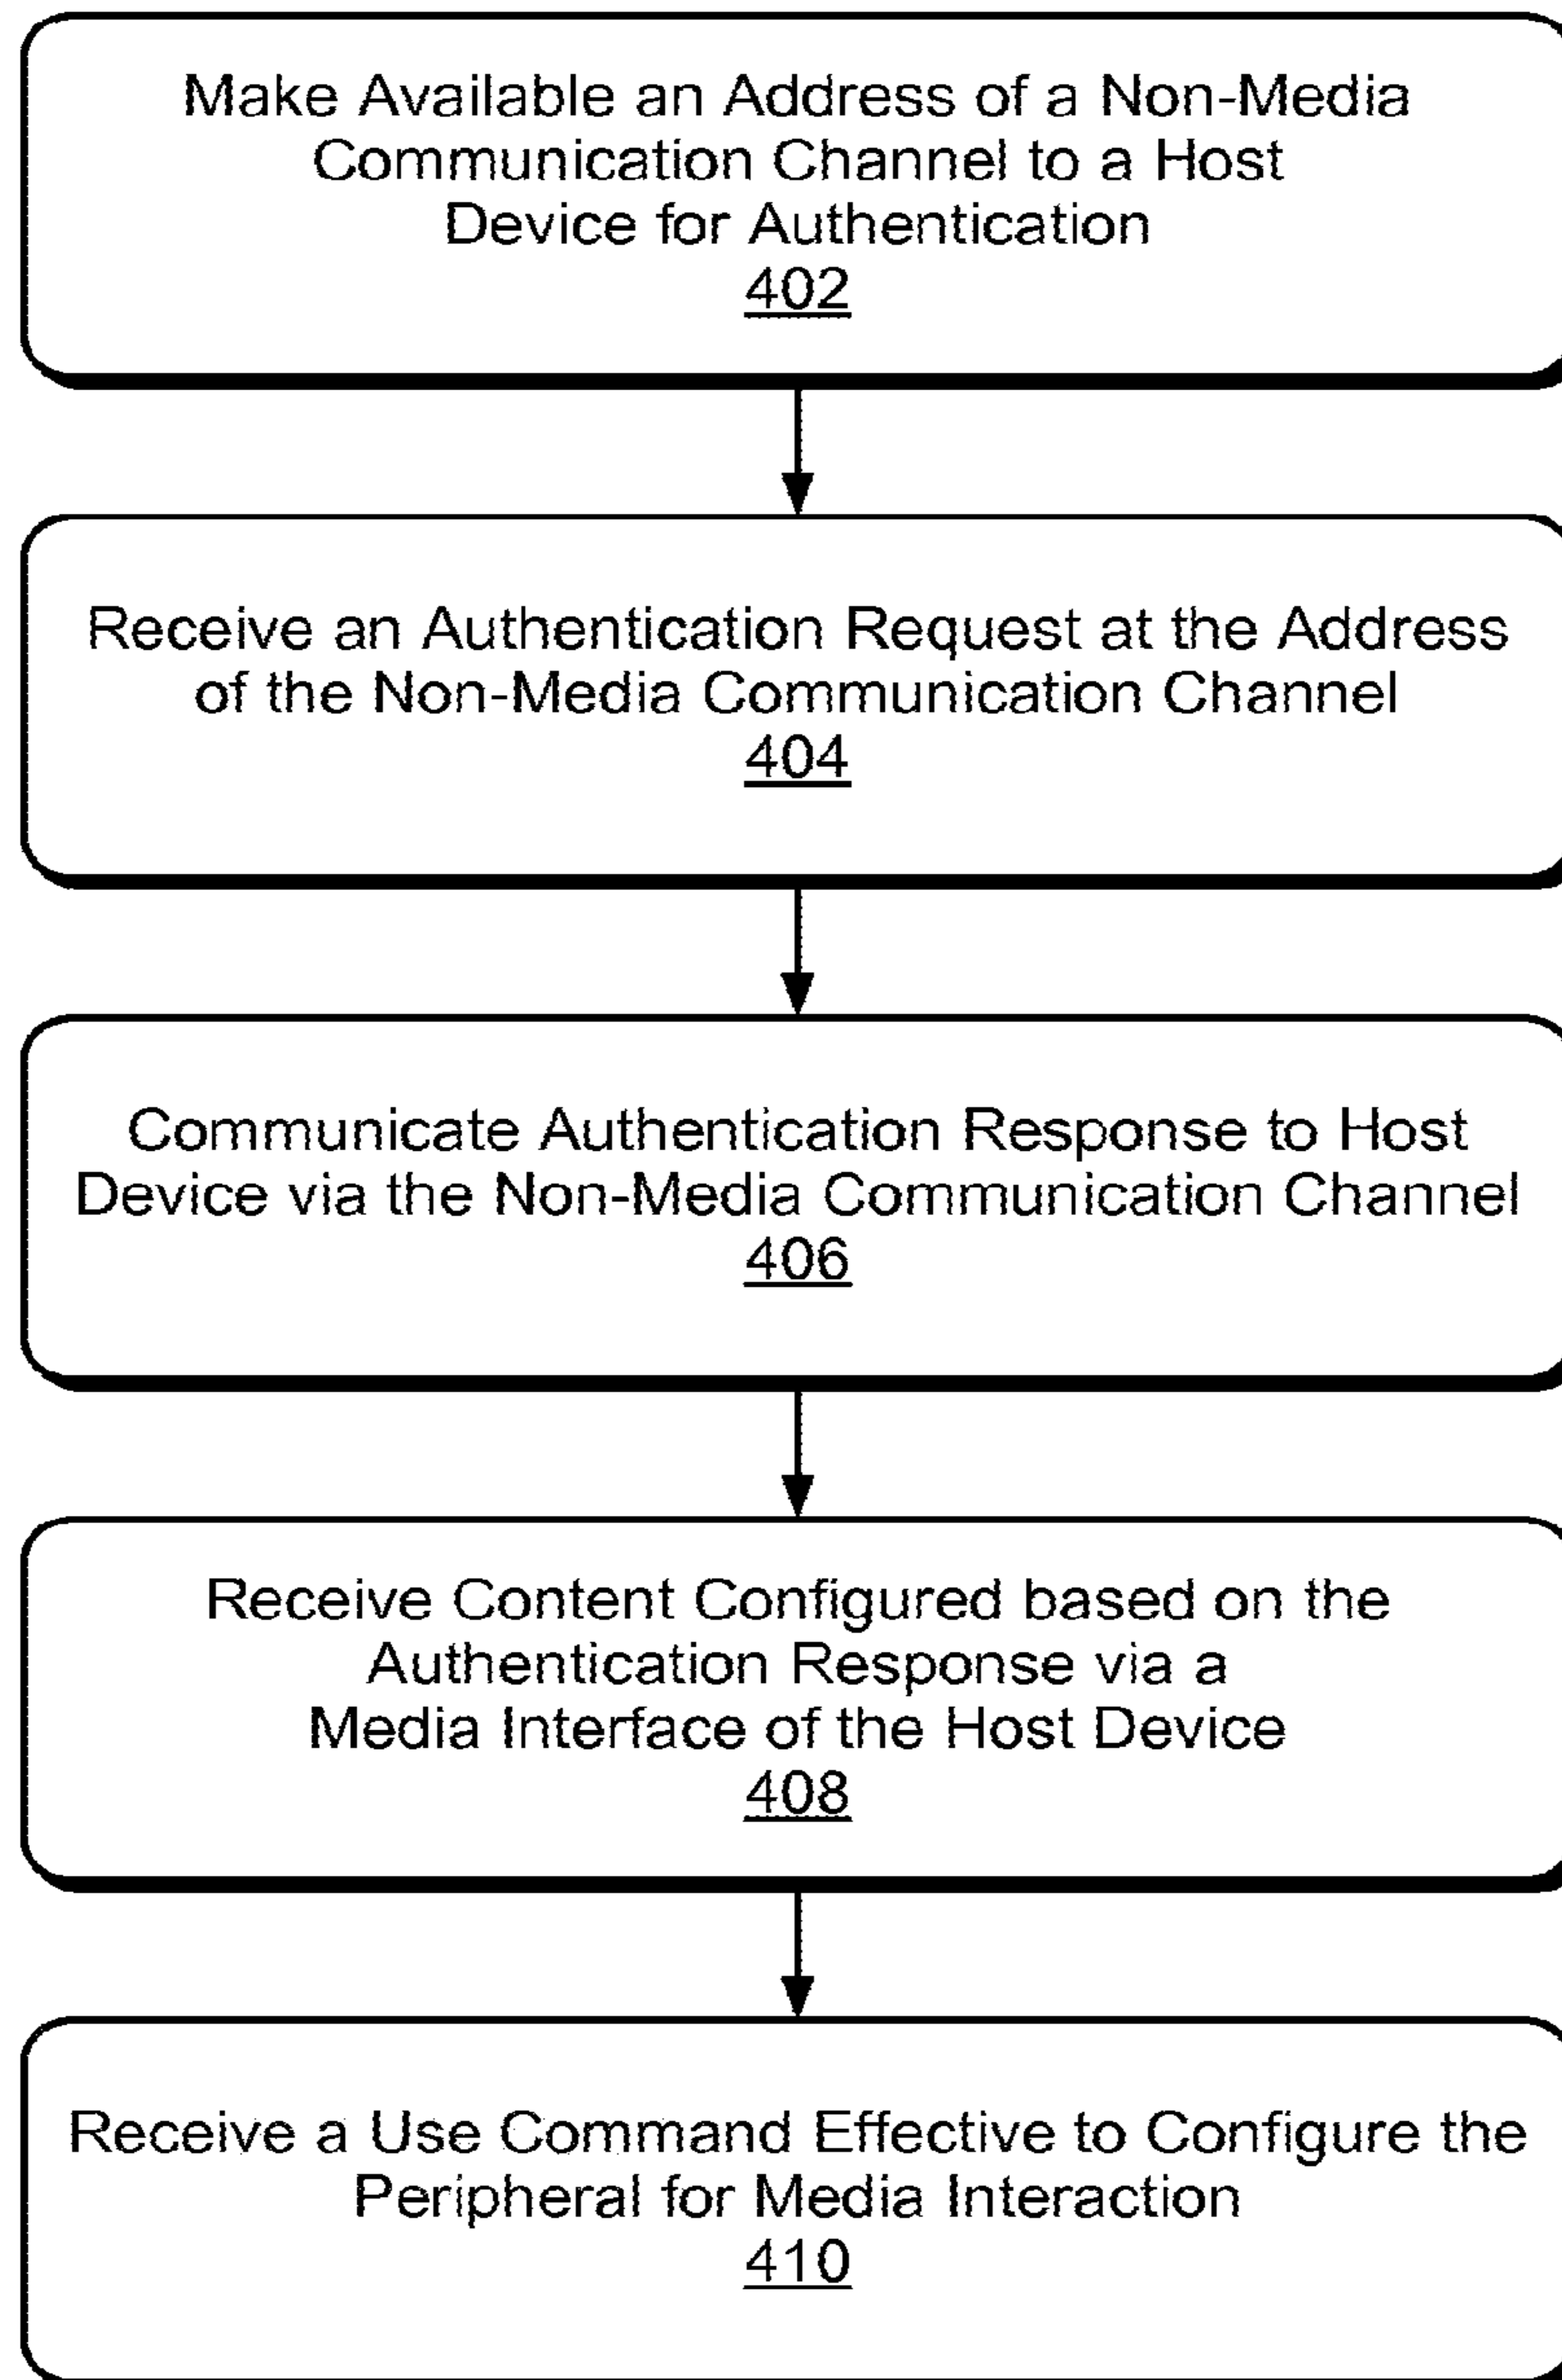 Make Available an Address of a Non-Media
Communication Channel to a Host
Device for Authentication
402
Receive an Authentication Request at the Address
of the Non-Media Communication Channel
404
Communicate Authentication Response to Host
Device via the Non-Media Communication Channel
406
Receive Content Configured based on the
Authentication Response via a
Media Interface of the Host Device
408
Receive a Use Command Effective to Configure the
Peripheral for Media Interaction
410